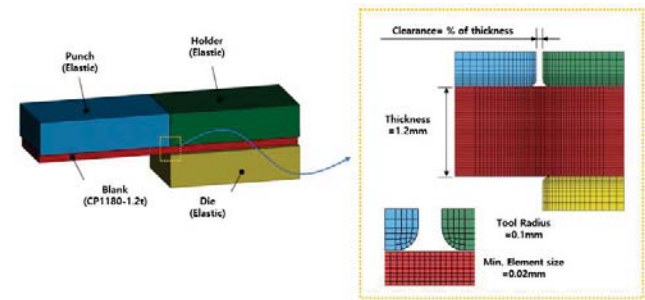 Punch
(Elastic)
Holder
(Elastic)
Blank
(CP1180-1.2t)
Die
(Elastic)
Clearance= % of thickness
Thickness
=1.2mm
Tool Radius
=0.1mm
Min. Element size
=0.02mm